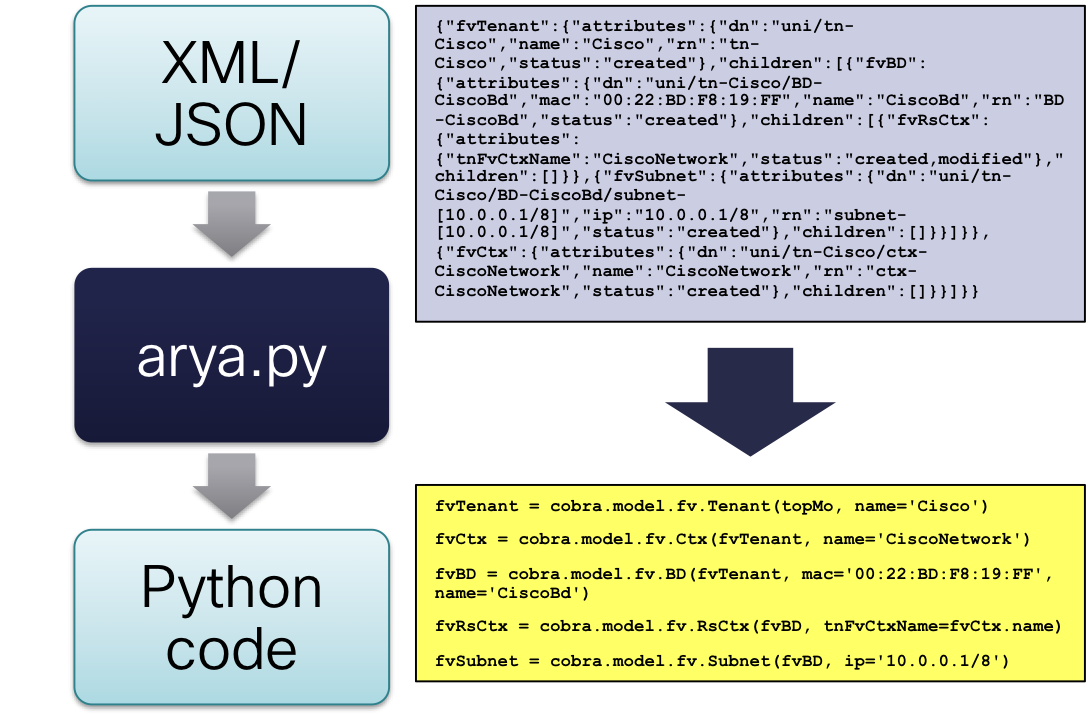 XML/
JSON
arya.py
Python
code
{"fvTenant":{"attributes":{"dn":"uni/tn-
Cisco","name":"Cisco","rn":"tn-
Cisco","status":"created"},"children":[{"fvBD":
{"attributes":{"dn":"uni/tn-Cisco/BD-
CiscoBd","mac":"00:22:BD:F8:19:FF","name":"CiscoBd","rn":"BD
-CiscoBd","status":"created"},"children":[{"fvRsCtx":
{"attributes":
{"tnFvCtxName":"CiscoNetwork","status":"created,modified"},"
children":[]}},{"fvSubnet":{"attributes":{"dn":"uni/tn-
Cisco/BD-CiscoBd/subnet-
[10.0.0.1/8]","ip":"10.0.0.1/8","rn":"subnet-
[10.0.0.1/8]","status":"created"},"children":[]}}]}},
{"fvCtx":{"attributes":{"dn":"uni/tn-Cisco/ctx-
CiscoNetwork","name":"CiscoNetwork","rn":"ctx-
CiscoNetwork","status":"created"},"children":[]}}]}}
fvTenant = cobra.model.fv.Tenant(topMo, name='Cisco')
fvCtx = cobra.model.fv.Ctx(fvTenant, name='CiscoNetwork')
fvBD = cobra.model.fv.BD(fvTenant, mac='00:22:BD:F8:19:FF',
name='CiscoBd')
fvRsCtx = cobra.model.fv.RsCtx(fvBD, tnFvCtxName=fvCtx.name)
fvSubnet = cobra.model.fv.Subnet(fvBD, ip='10.0.0.1/8')